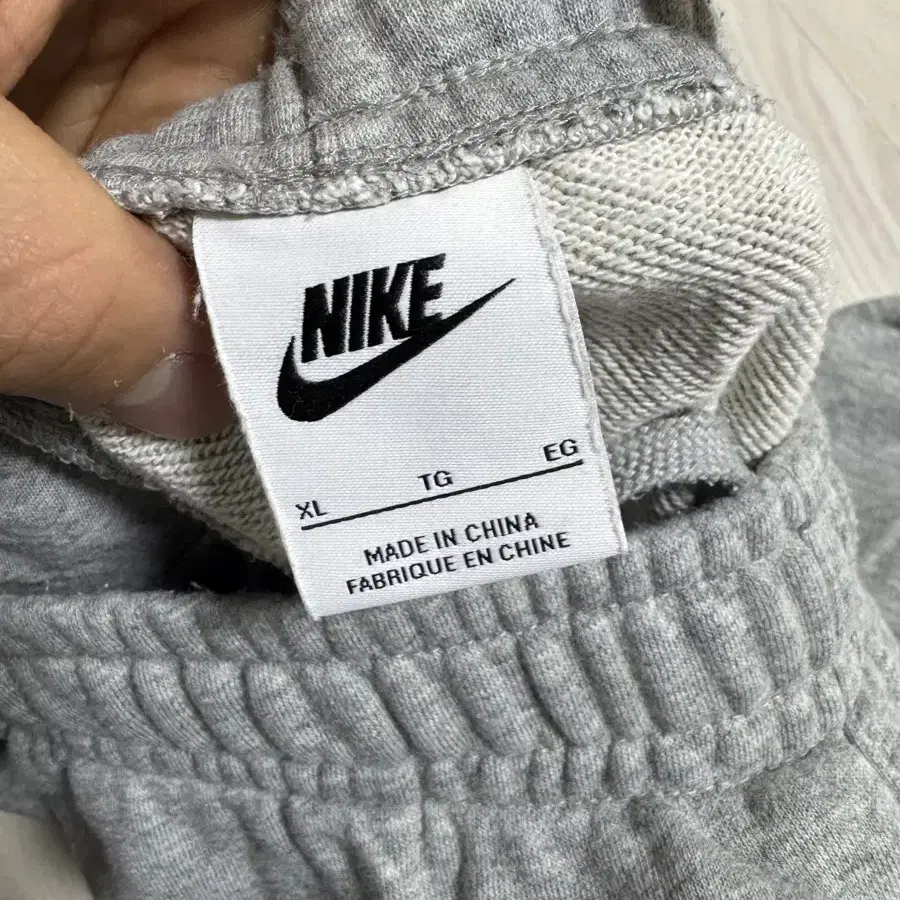 NIKE
XL TG EG
MADE IN CHINA
FABRIQUE EN CHINE